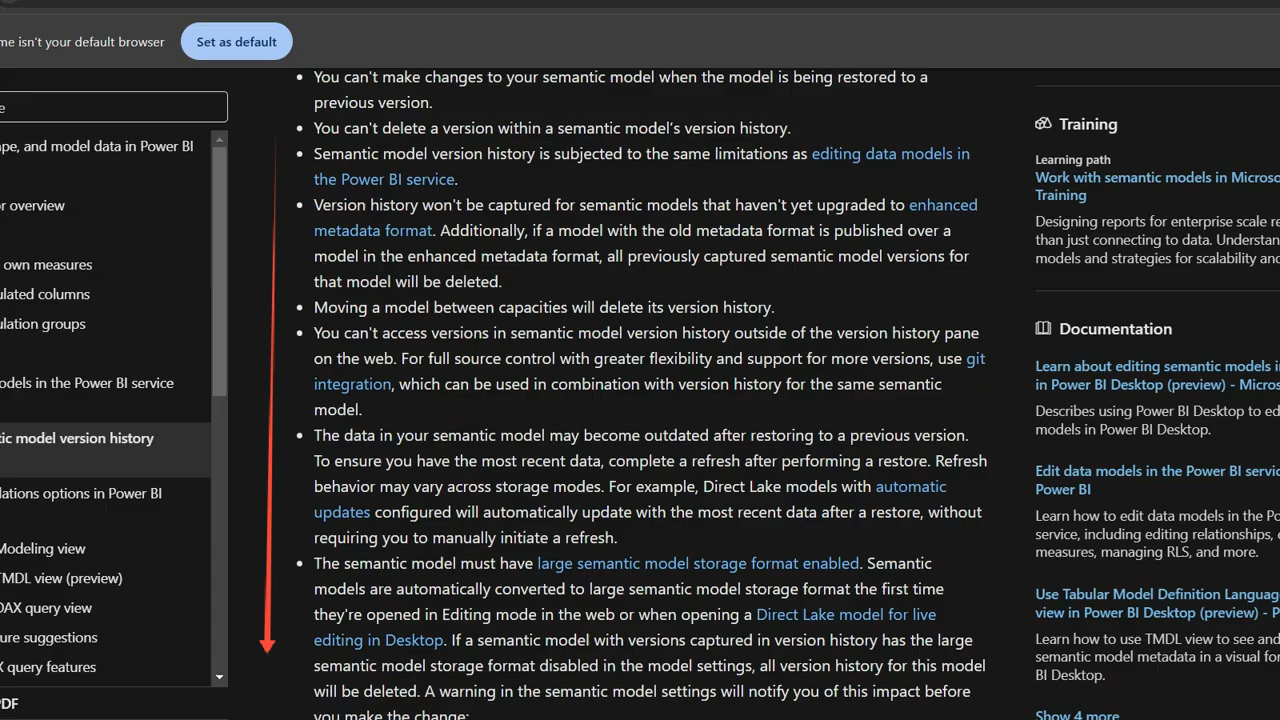 me isn't your default browser
Set as default
e
ape, and model data in Power BI
r overview
own measures
ulated columns
ulation groups
odels in the Power BI service
tic model version history
lations options in Power BI
Modeling view
TMDL view (preview)
DAX query view
ure suggestions
X query features
PDF
You can't make changes to your semantic model when the model is being restored to a
previous version.
You can't delete a version within a semantic model's version history.
Semantic model version history is subjected to the same limitations as editing data models in
the Power BI service.
Version history won't be captured for semantic models that haven't yet upgraded to enhanced
metadata format. Additionally, if a model with the old metadata format is published over a
model in the enhanced metadata format, all previously captured semantic model versions for
that model will be deleted.
Moving a model between capacities will delete its version history.
You can't access versions in semantic model version history outside of the version history pane
on the web. For full source control with greater flexibility and support for more versions, use git
integration, which can be used in combination with version history for the same semantic
model.
The data in your semantic model may become outdated after restoring to a previous version.
To ensure you have the most recent data, complete a refresh after performing a restore. Refresh
behavior may vary across storage modes. For example, Direct Lake models with automatic
updates configured will automatically update with the most recent data after a restore, without
requiring you to manually initiate a refresh.
The semantic model must have large semantic model storage format enabled. Semantic
models are automatically converted to large semantic model storage format the first time
they're opened in Editing mode in the web or when opening a Direct Lake model for live
editing in Desktop. If a semantic model with versions captured in version history has the large
semantic model storage format disabled in the model settings, all version history for this model
will be deleted. A warning in the semantic model settings will notify you of this impact before
you make the change:
Training
Learning path
Work with semantic models in Microso
Training
Designing reports for enterprise scale re
than just connecting to data. Understan
models and strategies for scalability and
Documentation
Learn about editing semantic models i
in Power BI Desktop (preview) - Micros
Describes using Power BI Desktop to ed
models in Power BI Desktop.
Edit data models in the Power BI servic
Power BI
Learn how to edit data models in the Po
service, including editing relationships, c
measures, managing RLS, and more.
Use Tabular Model Definition Language
view in Power BI Desktop (preview) - P
Learn how to use TMDL view to see and
semantic model metadata in a visual for
BI Desktop.
Show 4 more